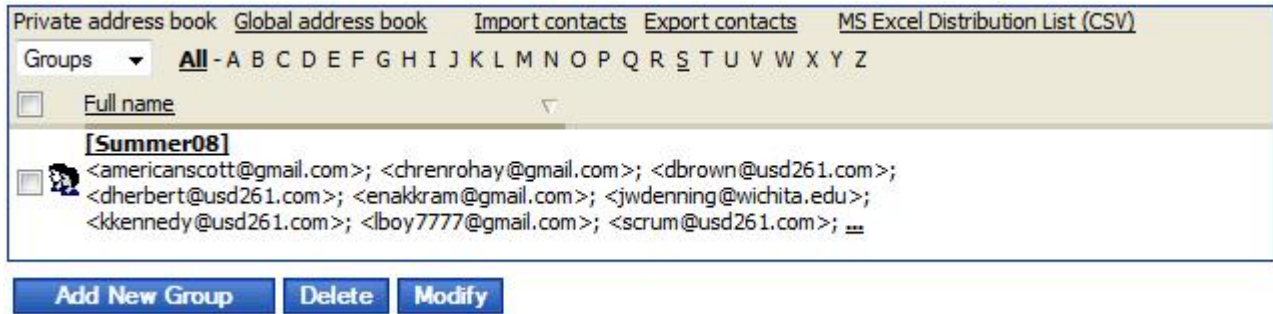 Private address book Global address book Import contacts Export contacts MS Excel Distribution List (CSV)
Groups All - A B C D E F G H I J K L M N O P Q R S T U V W X Y Z
Full name
[Summer08]
<americanscott@gmail.com>; <chrenrohay@gmail.com>; <dbrown@usd261.com>;
<dherbert@usd261.com>; <enakkram@gmail.com>; <jwdenning@wichita.edu>;
<kkennedy@usd261.com>; <lboy7777@gmail.com>; <scrum@usd261.com>; ...
Add New Group Delete Modify